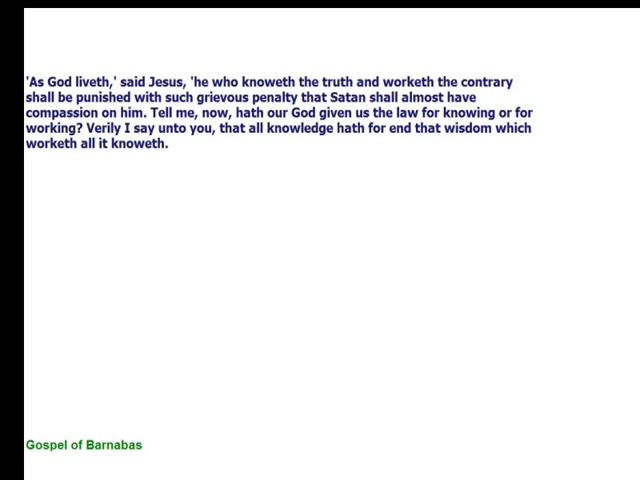 'As God liveth,' said Jesus, 'he who knoweth the truth and worketh the contrary
shall be punished with such grievous penalty that Satan shall almost have
compassion on him. Tell me, now, hath our God given us the law for knowing or for
working? Verily I say unto you, that all knowledge hath for end that wisdom which
worketh all it knoweth.
Gospel of Barnabas